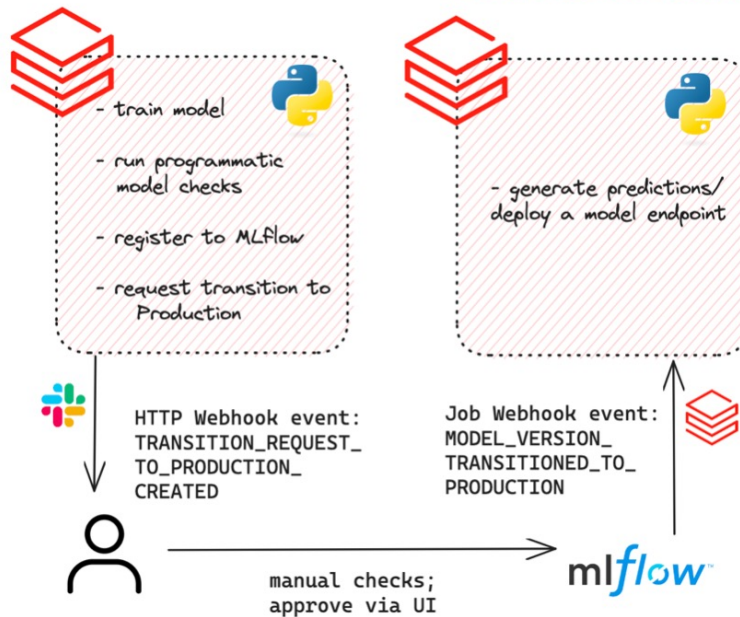 - train model
- run programmatic
model checks
- register to MLflow
- request transition to
Production
- generate predictions/
deploy a model endpoint
HTTP Webhook event:
TRANSITION_REQUEST_
TO_PRODUCTION_
CREATED
Job Webhook event:
MODEL_VERSION_
TRANSITIONED_TO_
PRODUCTION
manual checks;
approve via UI
mlflow™